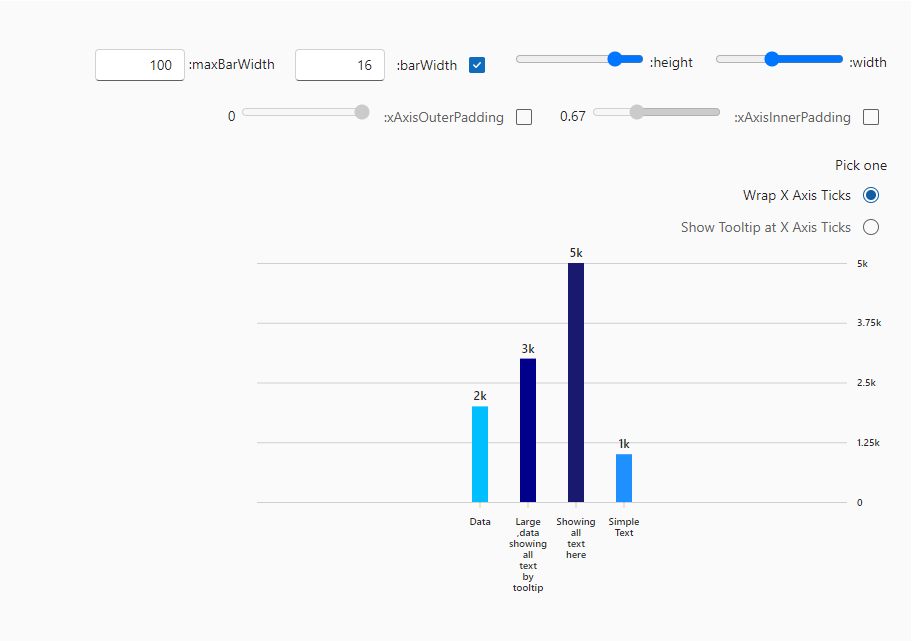 width:
height:
barWidth:
16
maxBarWidth:
100
xAxisInnerPadding:
0.67
xAxisOuterPadding:
0
Pick one
Wrap X Axis Ticks
Show Tooltip at X Axis Ticks
5k
3.75k
2.5k
1.25k
0
2k
3k
5k
1k
Data
Large
,data
showing
all
text
by
tooltip
Showing
all
text
here
Simple
Text